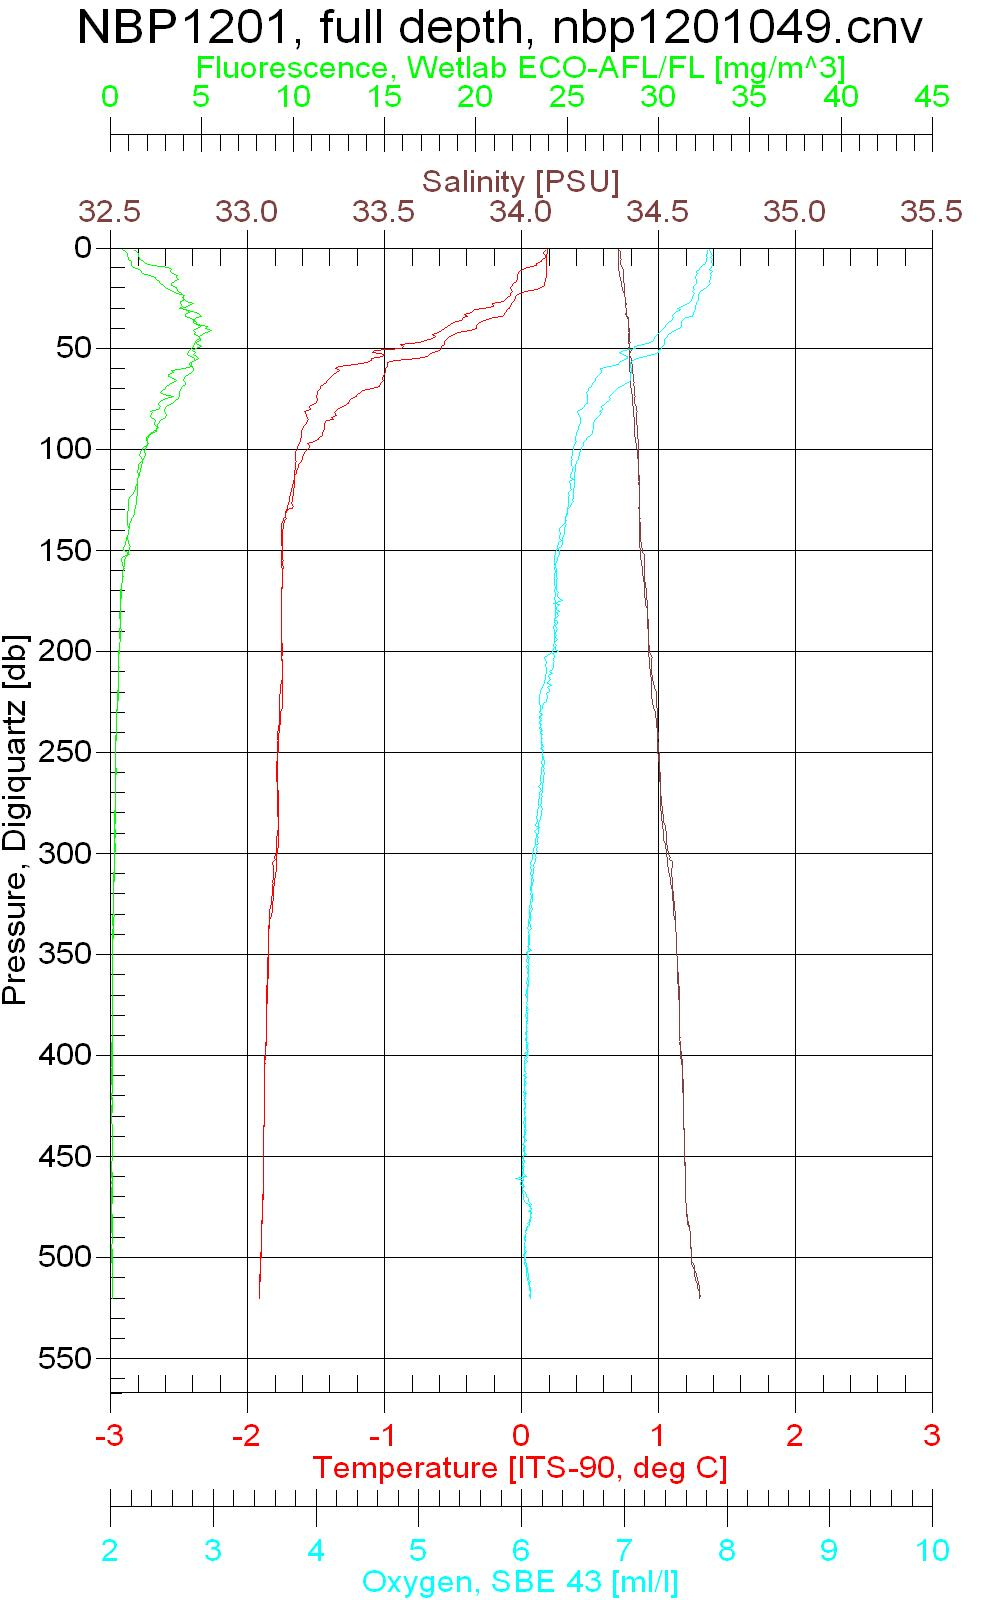 NBP1201, full depth, nbp1201049.cnv
Fluorescence, Wetlab ECO-AFL/FL [mg/m^3]
0 5 10 15 20 25 30 35 40 45
Salinity [PSU]
32.5 33.0 33.5 34.0 34.5 35.0 35.5
0
50
100
150
200
250
300
350
400
450
500
550
Pressure, Digiquartz [db]
-3 -2 -1 0 1 2 3
Temperature [ITS-90, deg C]
2 3 4 5 6 7 8 9 10
Oxygen, SBE 43 [ml/l]